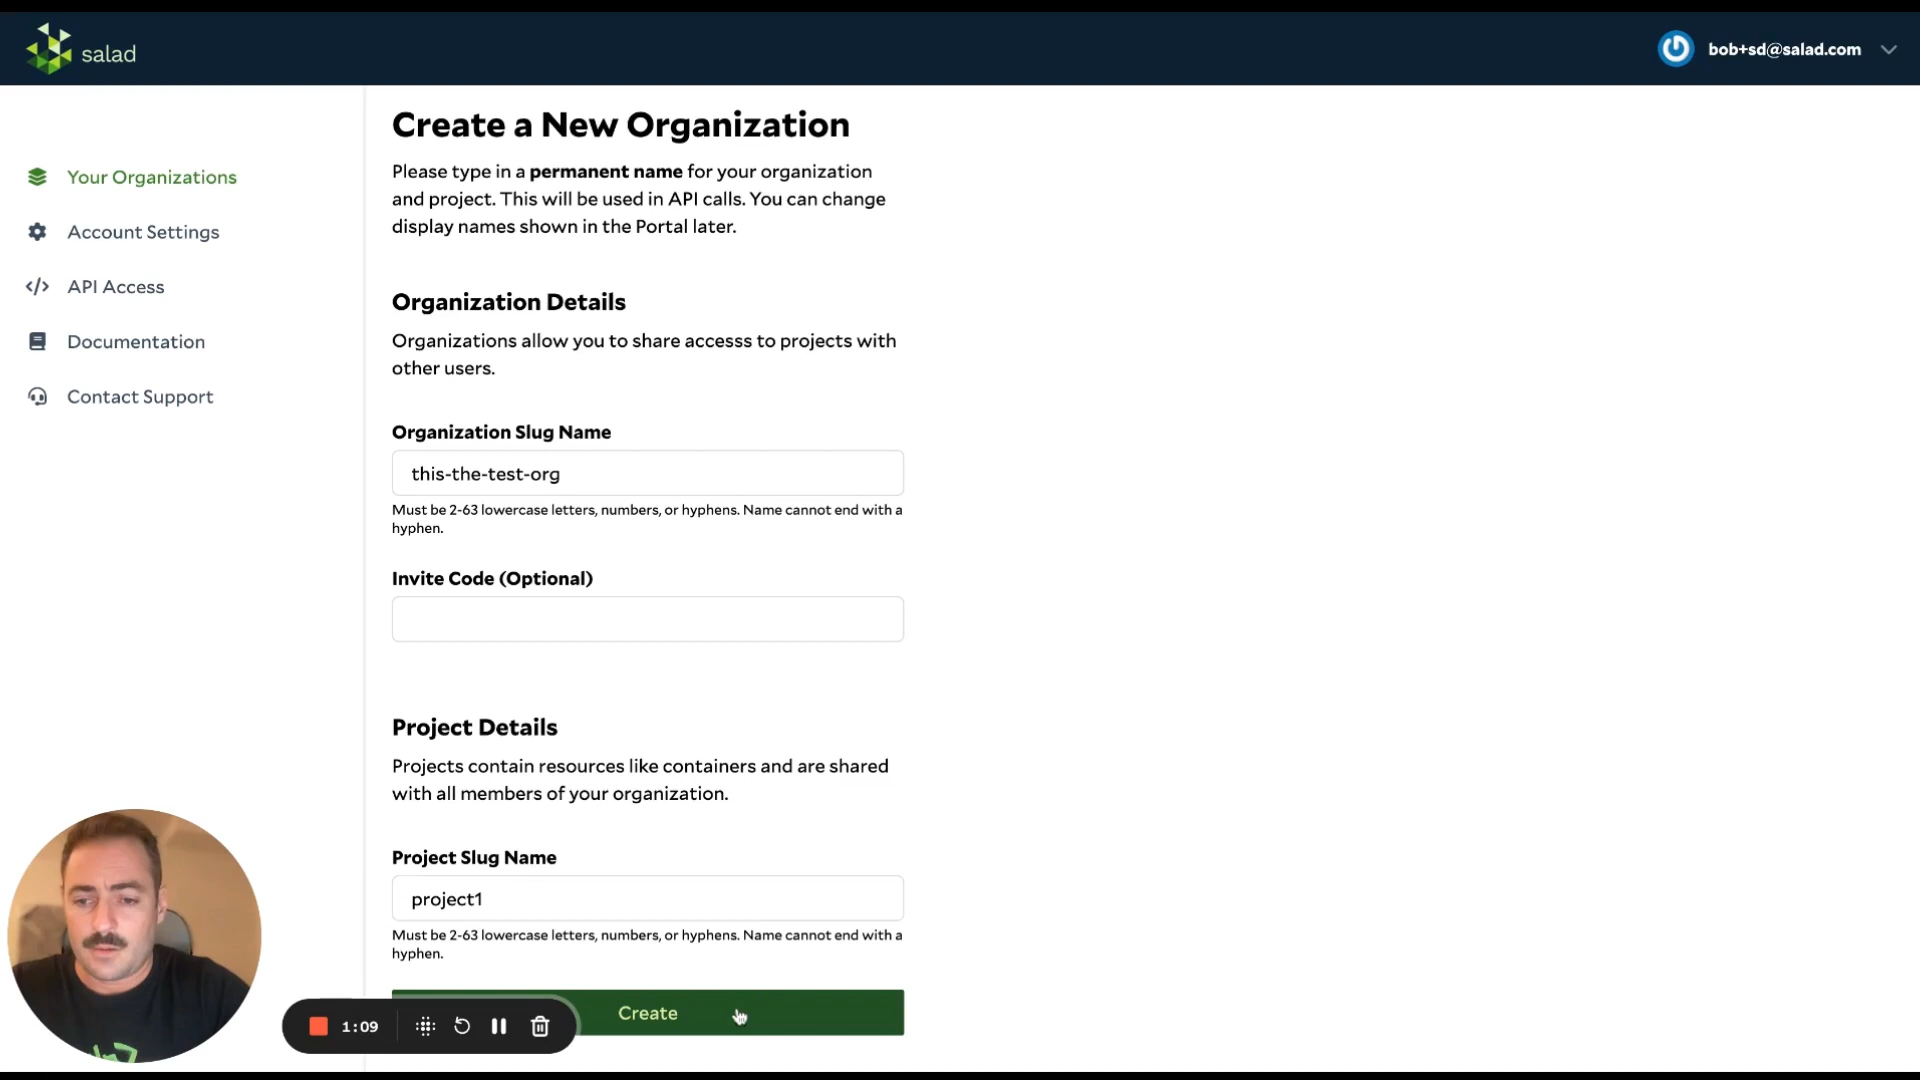 salad
bob+sd@salad.com
Your Organizations
Account Settings
API Access
Documentation
Contact Support
Create a New Organization
Please type in a permanent name for your organization
and project. This will be used in API calls. You can change
display names shown in the Portal later.
Organization Details
Organizations allow you to share accesss to projects with
other users.
Organization Slug Name
this-the-test-org
Must be 2-63 lowercase letters, numbers, or hyphens. Name cannot end with a
hyphen.
Invite Code (Optional)
Project Details
Projects contain resources like containers and are shared
with all members of your organization.
Project Slug Name
project1
Must be 2-63 lowercase letters, numbers, or hyphens. Name cannot end with a
hyphen.
Create
1:09